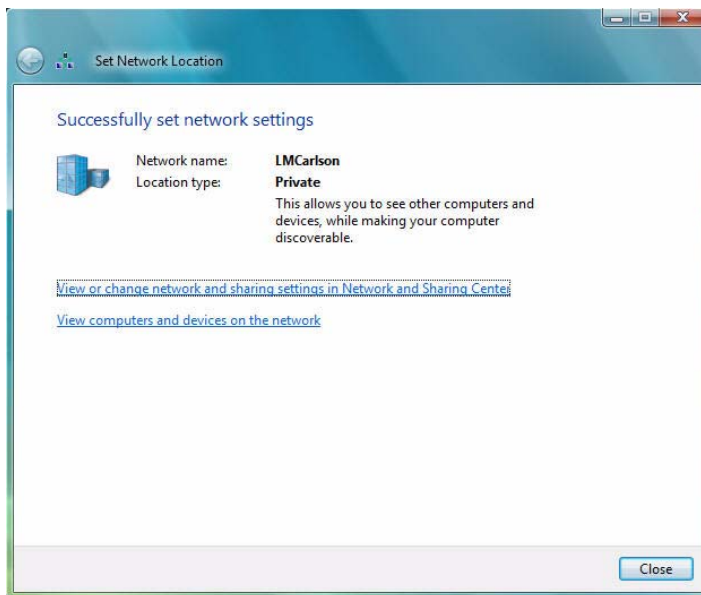 Set Network Location
Successfully set network settings
Network name: LMCarlson
Location type: Private
This allows you to see other computers and
devices, while making your computer
discoverable.
View or change network and sharing settings in Network and Sharing Center
View computers and devices on the network
Close